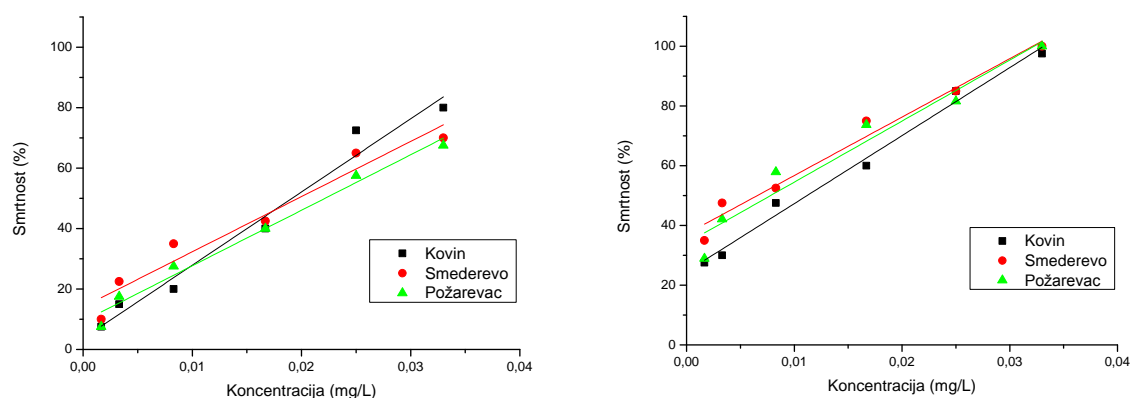 100
80
60
40
20
0
Smrtnost (%)
0,00
0,01
0,02
0,03
0,04
Koncentracija (mg/L)
Kovin
Smederevo
Požarevac
100
80
60
40
20
0
Smrtnost (%)
0,00
0,01
0,02
0,03
0,04
Koncentracija (mg/L)
Kovin
Smederevo
Požarevac